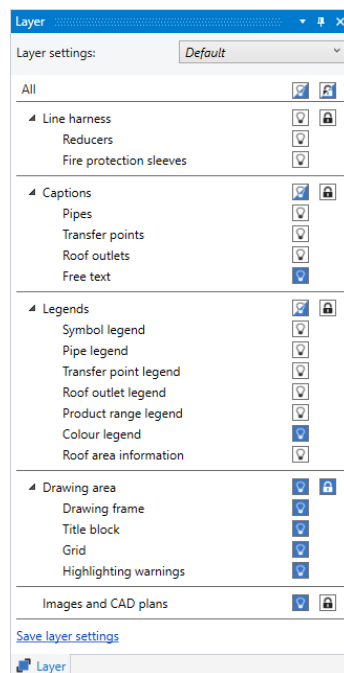 Layer
Layer settings: Default
All
Line harness
Reducers
Fire protection sleeves
Captions
Pipes
Transfer points
Roof outlets
Free text
Legends
Symbol legend
Pipe legend
Transfer point legend
Roof outlet legend
Product range legend
Colour legend
Roof area information
Drawing area
Drawing frame
Title block
Grid
Highlighting warnings
Images and CAD plans
Save layer settings
Layer